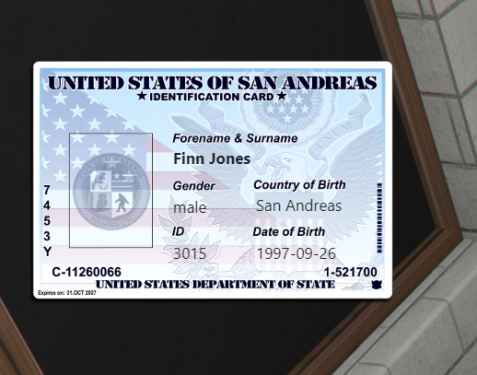 UNITED STATES OF SAN ANDREAS
★ IDENTIFICATION CARD ★
Forename & Surname
Finn Jones
Gender Country of Birth
male San Andreas
ID Date of Birth
3015 1997-09-26
7
4
5
3
Y
C-11260066 1-521700
UNITED STATES DEPARTMENT OF STATE
Expires on: 31.OCT 2027